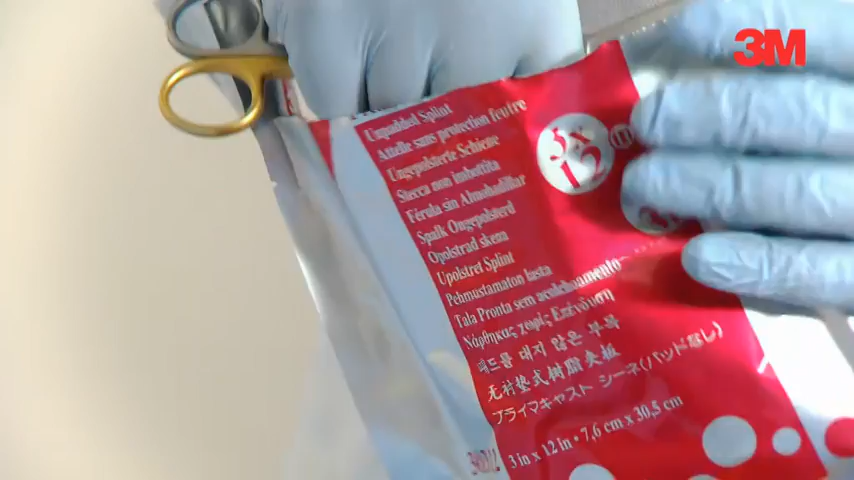 3M
Unpadded Splint
Attelle sans protection feutre
Ungepolsterte Schiene
Stecca non imbottita
Férula sin Almohadillar
Spalk Ongepolsterd
Opolstrad skena
Upolstret Splint
Pehmustamaton lasta
Tala Pronta sem acolchoamento
Νάρθηκας χωρίς Επένδυση
패드를 대지 않은 부목
无衬垫式树脂夹板
プライマキャスト シーネ(パッドなし)
3 in x 12 in • 7,6 cm x 30,5 cm